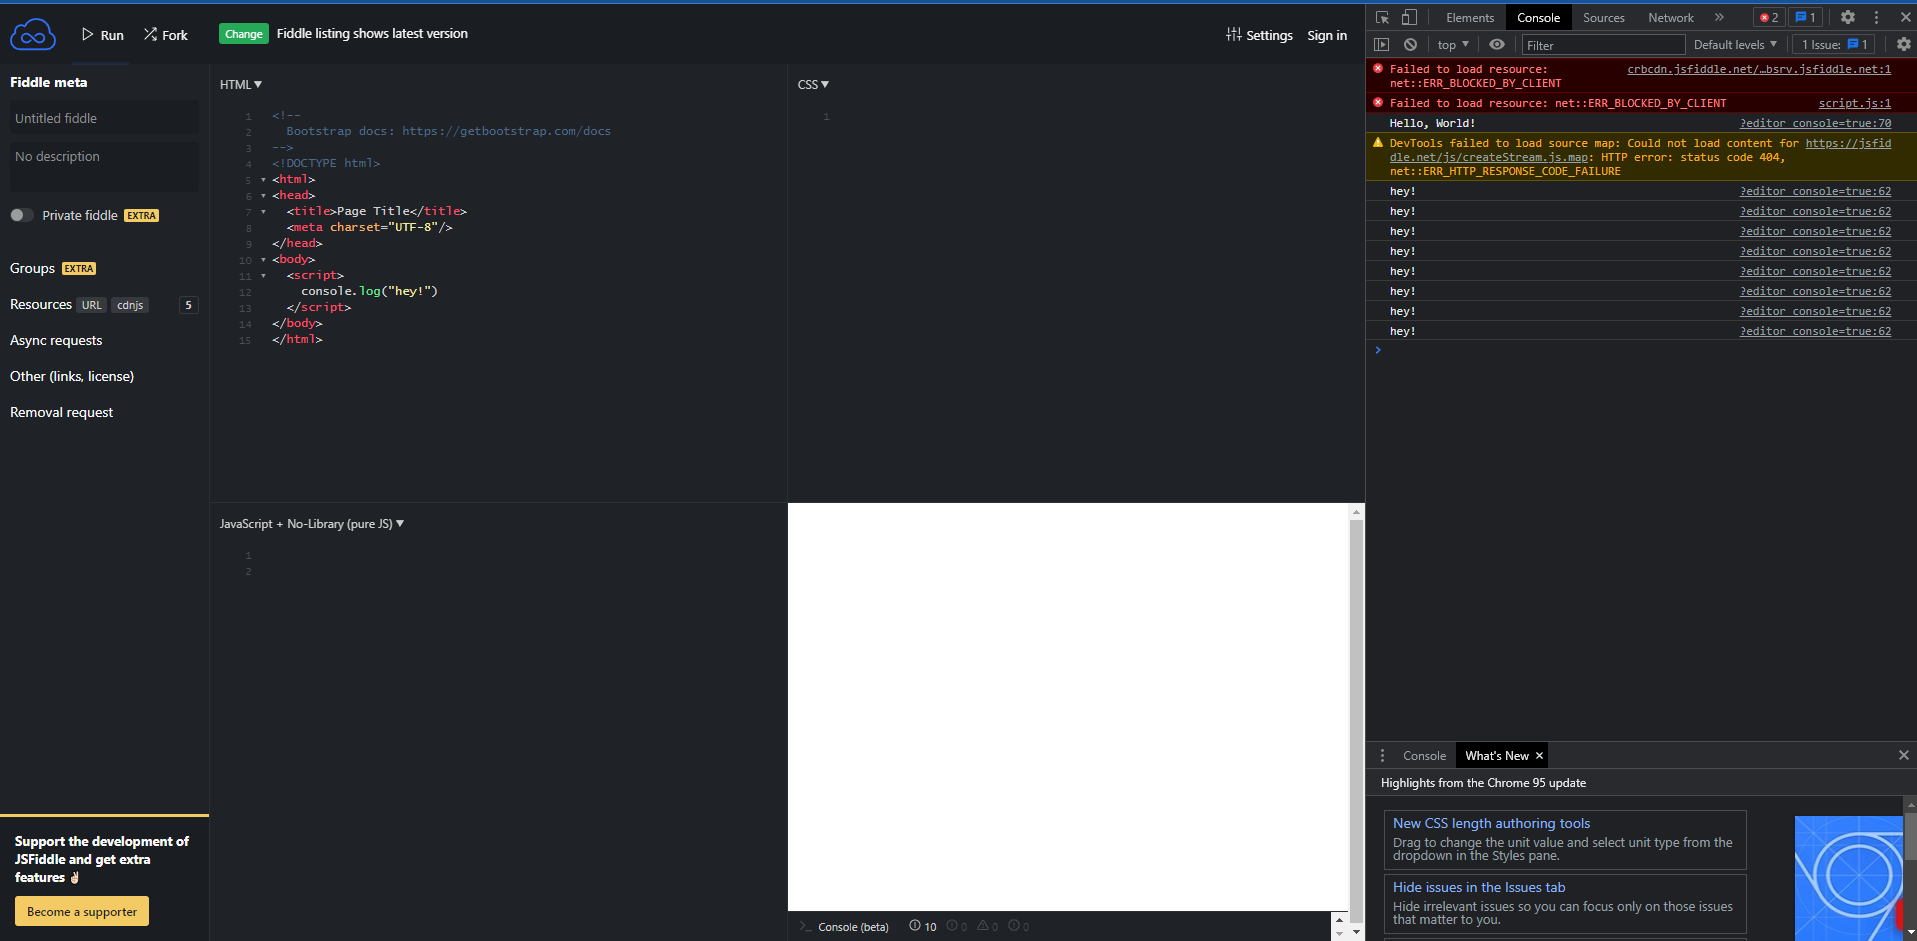 Run
Fork
Change
Fiddle listing shows latest version
Settings
Sign in
Fiddle meta
Untitled fiddle
No description
Private fiddle EXTRA
Groups EXTRA
Resources URL cdnjs 5
Async requests
Other (links, license)
Removal request
Support the development of
JSFiddle and get extra
features ✌🏻
Become a supporter
HTML ▼
1 <!--
2 Bootstrap docs: https://getbootstrap.com/docs
3 -->
4 <!DOCTYPE html>
5 <html>
6 <head>
7 <title>Page Title</title>
8 <meta charset="UTF-8"/>
9 </head>
10 <body>
11 <script>
12 console.log("hey!")
13 </script>
14 </body>
15 </html>
CSS ▼
1
JavaScript + No-Library (pure JS) ▼
1
2
>_ Console (beta) 10 0 0 0
Elements Console Sources Network » 2 1
top ▼ Filter Default levels ▼ 1 Issue: 1
Failed to load resource: crbcdn.jsfiddle.net/…bsrv.jsfiddle.net:1
net::ERR_BLOCKED_BY_CLIENT
Failed to load resource: net::ERR_BLOCKED_BY_CLIENT script.js:1
Hello, World! ?editor_console=true:70
DevTools failed to load source map: Could not load content for https://jsfid
dle.net/js/createStream.js.map: HTTP error: status code 404,
net::ERR_HTTP_RESPONSE_CODE_FAILURE
hey! ?editor_console=true:62
hey! ?editor_console=true:62
hey! ?editor_console=true:62
hey! ?editor_console=true:62
hey! ?editor_console=true:62
hey! ?editor_console=true:62
hey! ?editor_console=true:62
hey! ?editor_console=true:62
Console What's New ×
Highlights from the Chrome 95 update
New CSS length authoring tools
Drag to change the unit value and select unit type from the
dropdown in the Styles pane.
Hide issues in the Issues tab
Hide irrelevant issues so you can focus only on those issues
that matter to you.